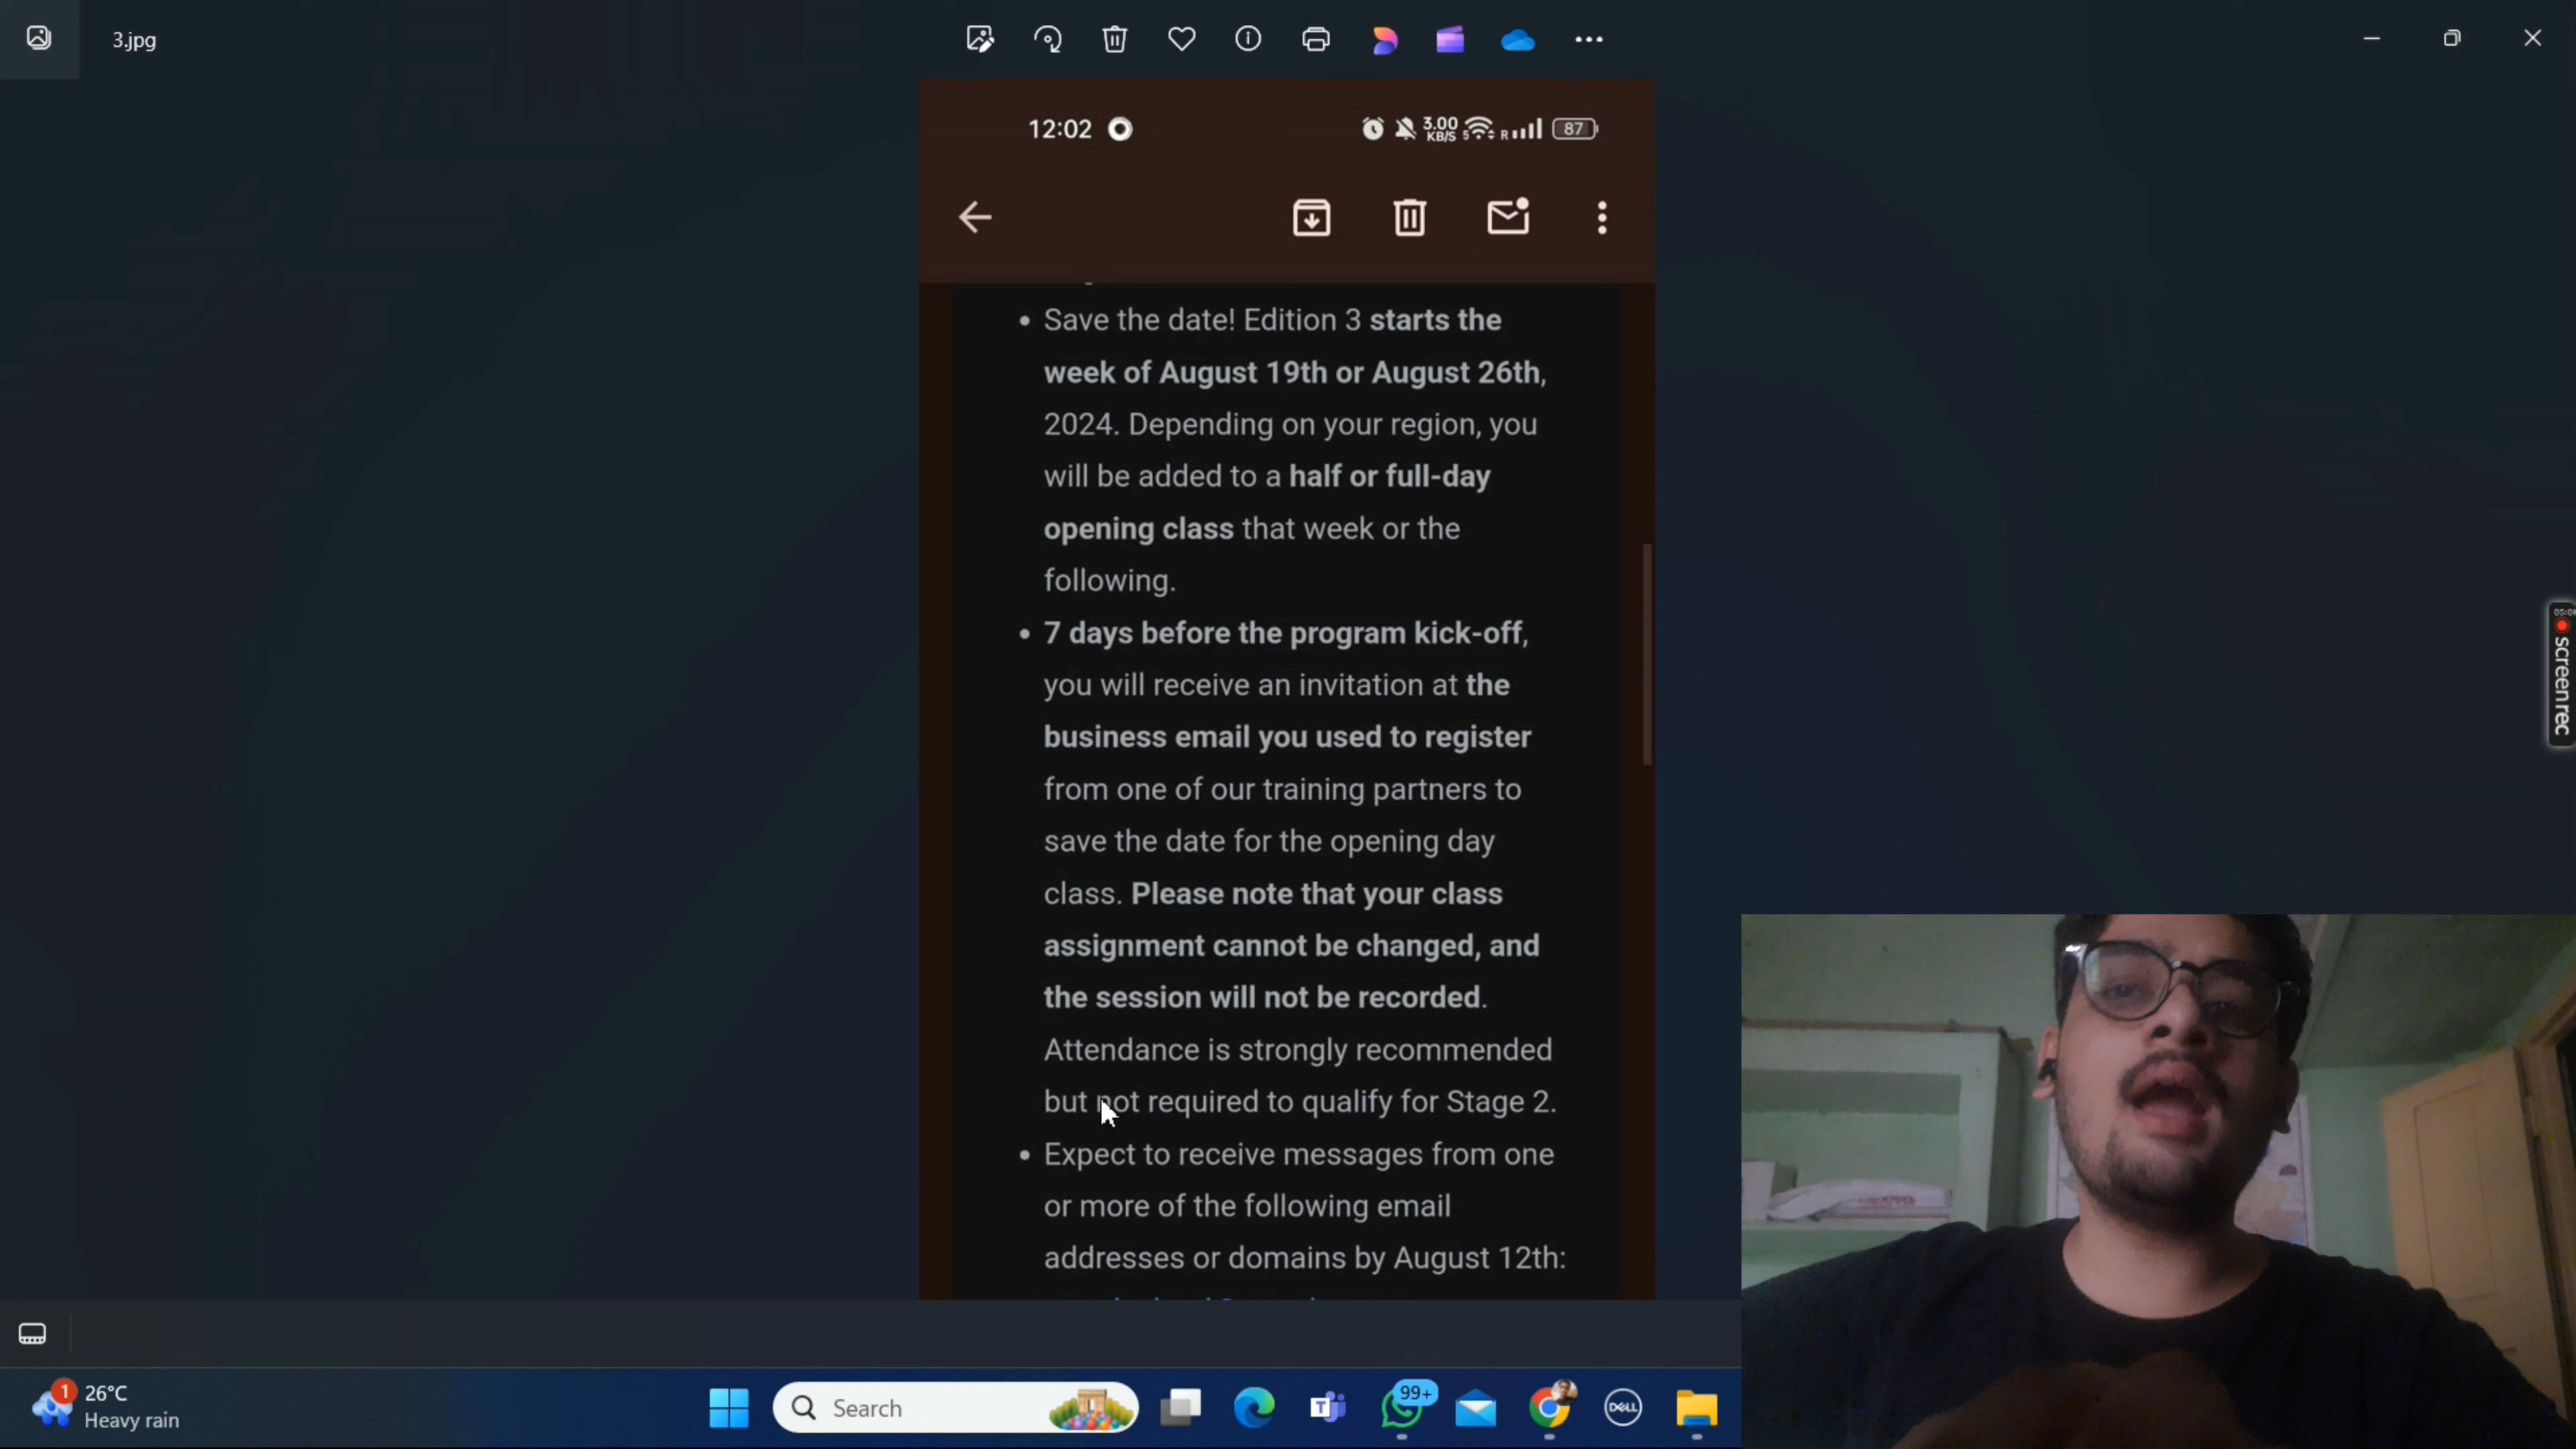 3.jpg
12:02
3.00
KB/S
5
R
87
• Save the date! Edition 3 starts the
week of August 19th or August 26th,
2024. Depending on your region, you
will be added to a half or full-day
opening class that week or the
following.
• 7 days before the program kick-off,
you will receive an invitation at the
business email you used to register
from one of our training partners to
save the date for the opening day
class. Please note that your class
assignment cannot be changed, and
the session will not be recorded.
Attendance is strongly recommended
but not required to qualify for Stage 2.
• Expect to receive messages from one
or more of the following email
addresses or domains by August 12th:
screenrec
1
26°C
Heavy rain
Search
T
99+
DELL